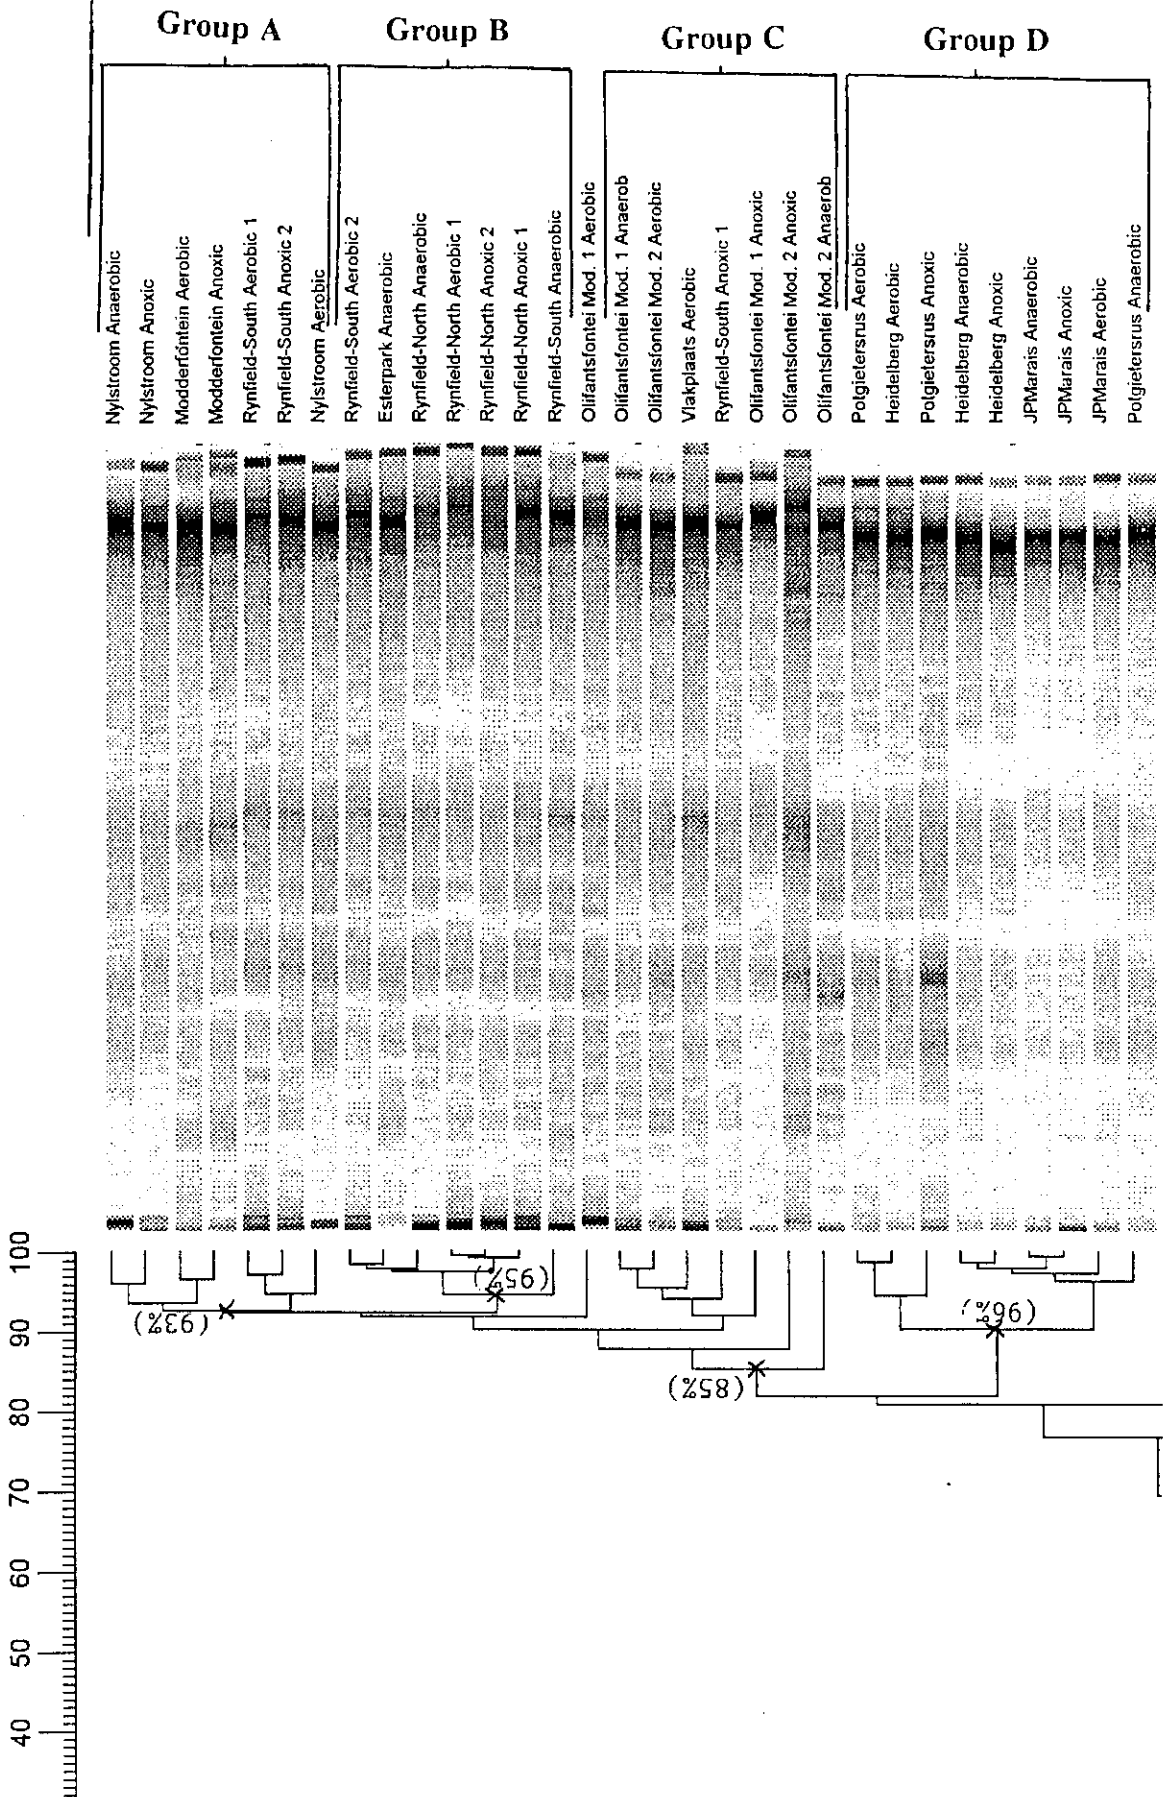 Group A
Group B
Group C
Group D
Nylstroom Anaerobic
Nylstroom Anoxic
Modderfontein Aerobic
Modderfontein Anoxic
Rynfield-South Aerobic 1
Rynfield-South Anoxic 2
Nylstroom Aerobic
Rynfield-South Aerobic 2
Esterpark Anaerobic
Rynfield-North Anaerobic
Rynfield-North Aerobic 1
Rynfield-North Anoxic 2
Rynfield-North Anoxic 1
Rynfield-South Anaerobic
Olifantsfontei Mod. 1 Aerobic
Olifantsfontei Mod. 1 Anaerob
Olifantsfontei Mod. 2 Aerobic
Vlakplaats Aerobic
Rynfield-South Anoxic 1
Olifantsfontei Mod. 1 Anoxic
Olifantsfontei Mod. 2 Anoxic
Olifantsfontei Mod. 2 Anaerob
Potgietersrus Aerobic
Heidelberg Aerobic
Potgietersrus Anoxic
Heidelberg Anaerobic
Heidelberg Anoxic
JPMarais Anaerobic
JPMarais Anoxic
JPMarais Aerobic
Potgietersrus Anaerobic
100
90
80
70
60
50
40
(93%)
(95%)
(85%)
(96%)